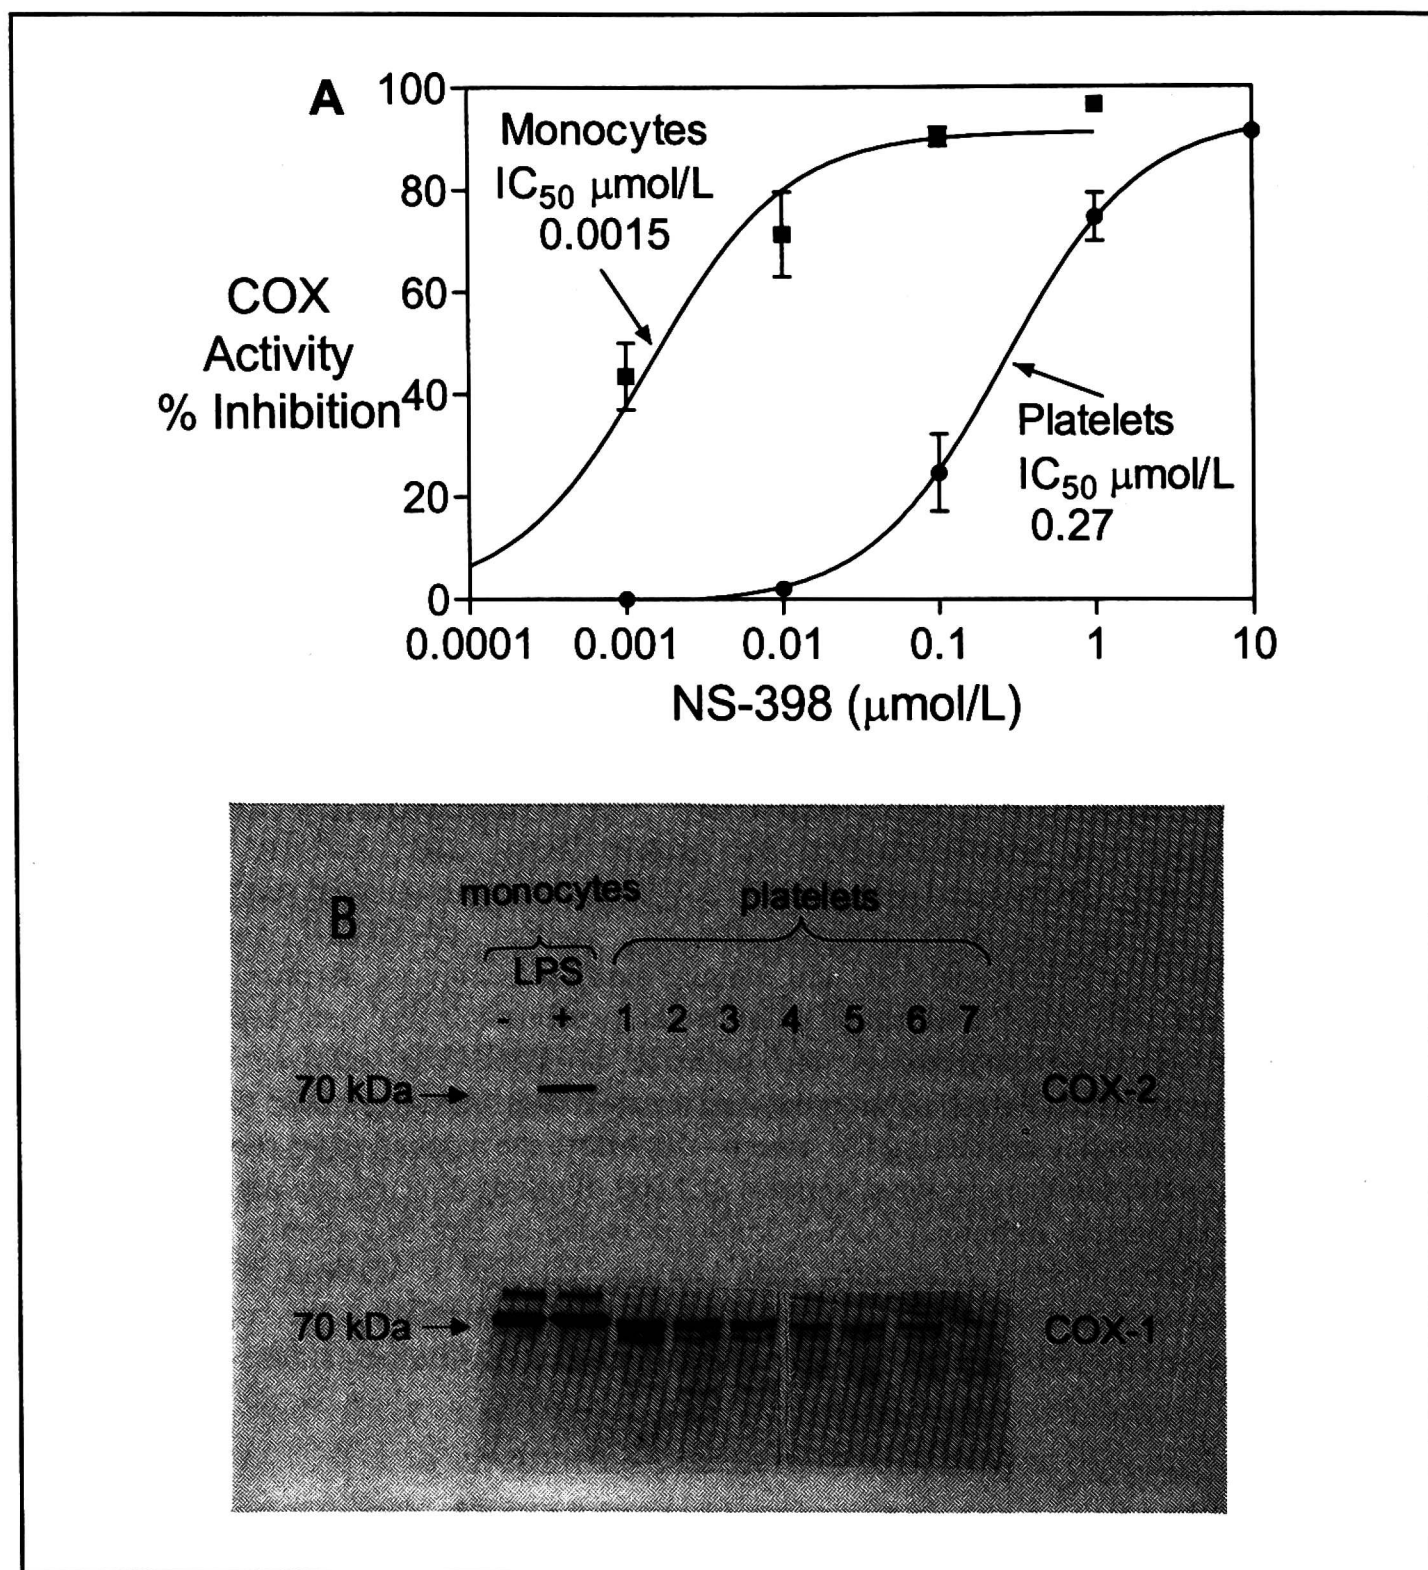 A
100
80
60
40
20
0
COX
Activity
% Inhibition
Monocytes
IC50 μmol/L
0.0015
Platelets
IC50 μmol/L
0.27
0.0001 0.001 0.01 0.1 1 10
NS-398 (μmol/L)
B
monocytes platelets
LPS
- + 1 2 3 4 5 6 7
70 kDa COX-2
70 kDa COX-1